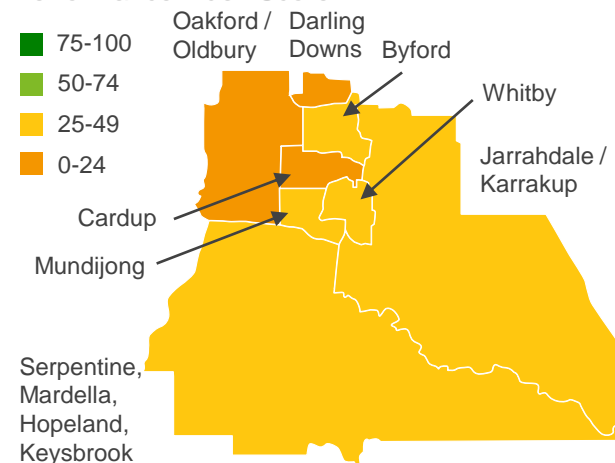 Oakford / Darling
Oldbury Downs
75-100
50-74
25-49
0-24
Byford
Whitby
Jarrahdale /
Karrakup
Cardup
Mundijong
Serpentine,
Mardella,
Hopeland,
Keysbrook